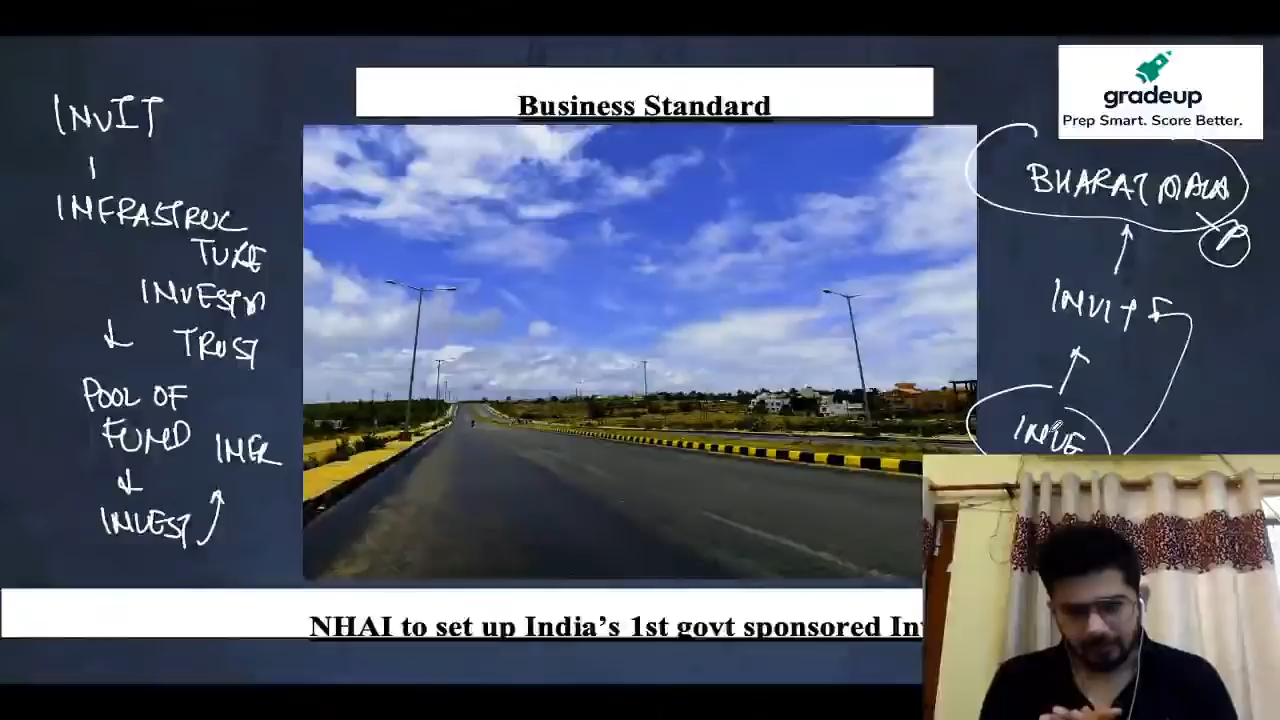 Business Standard
gradeup
Prep Smart. Score Better.
INVIT
INFRASTRUC
TURE
INVESTM
TRUST
POOL OF
FUND
INFR
INVEST
BHARATMALA
INVIT
INVE
NHAI to set up India's 1st govt sponsored In